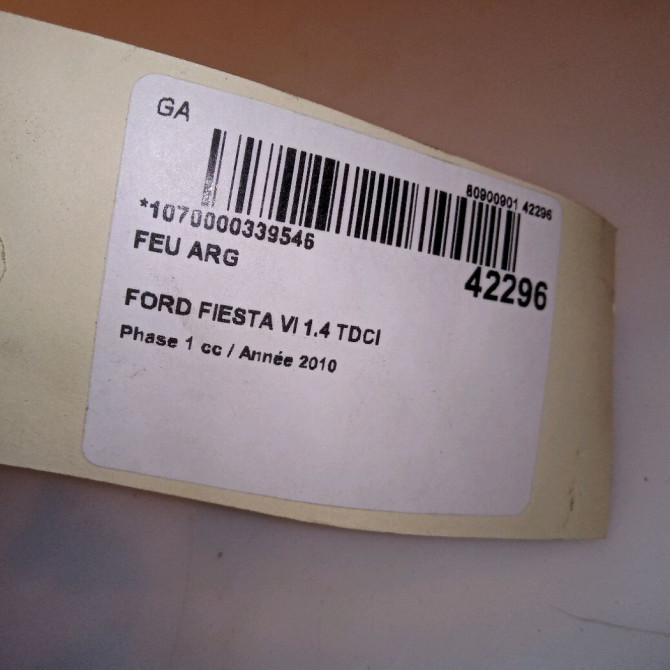 GA
80900901 42296
*1070000339546
FEU ARG
42296
FORD FIESTA VI 1.4 TDCI
Phase 1 cc / Année 2010